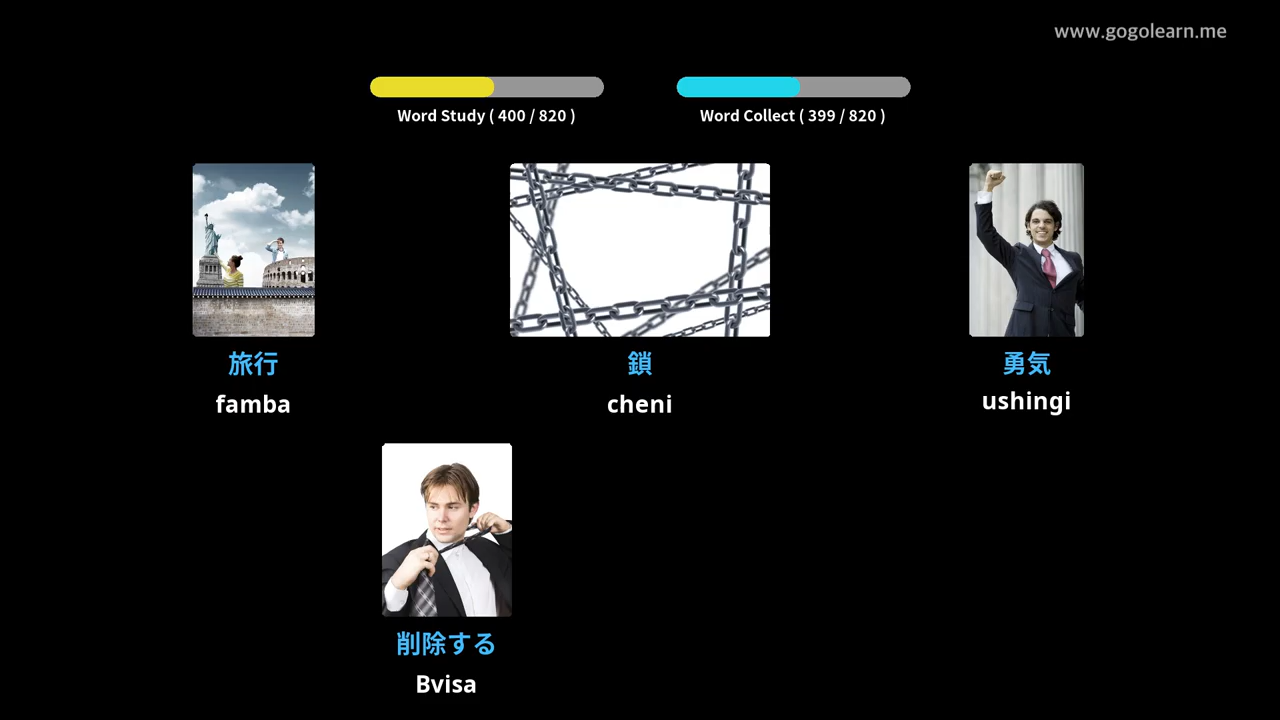 www.gogolearn.me
Word Study ( 400 / 820 )
Word Collect ( 399 / 820 )
旅行
famba
鎖
cheni
勇気
ushingi
削除する
Bvisa